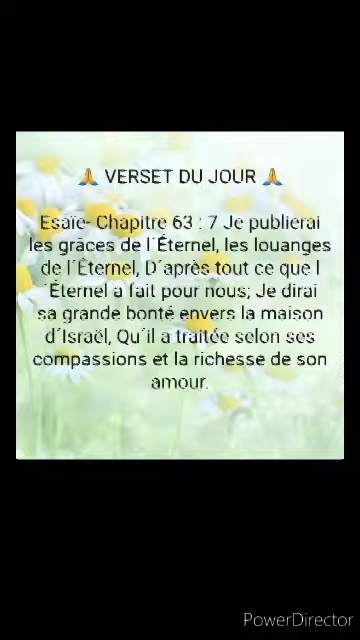 🙏 VERSET DU JOUR 🙏
Esaïe- Chapitre 63 : 7 Je publierai
les grâces de l´Éternel, les louanges
de l´Éternel, D´après tout ce que l
´Éternel a fait pour nous; Je dirai
sa grande bonté envers la maison
d´Israël, Qu´il a traitée selon ses
compassions et la richesse de son
amour.
PowerDirector